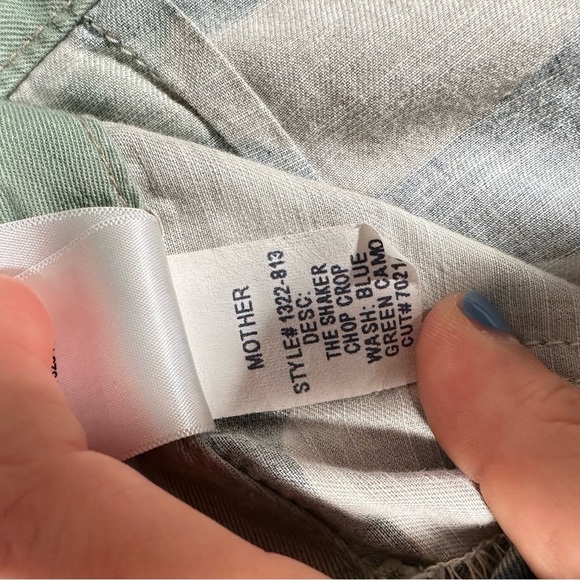 MOTHER
STYLE# 1322-813
DESC:
THE SHAKER
CHOP CROP
WASH: BLUE
GREEN CAMO
CUT# 7021